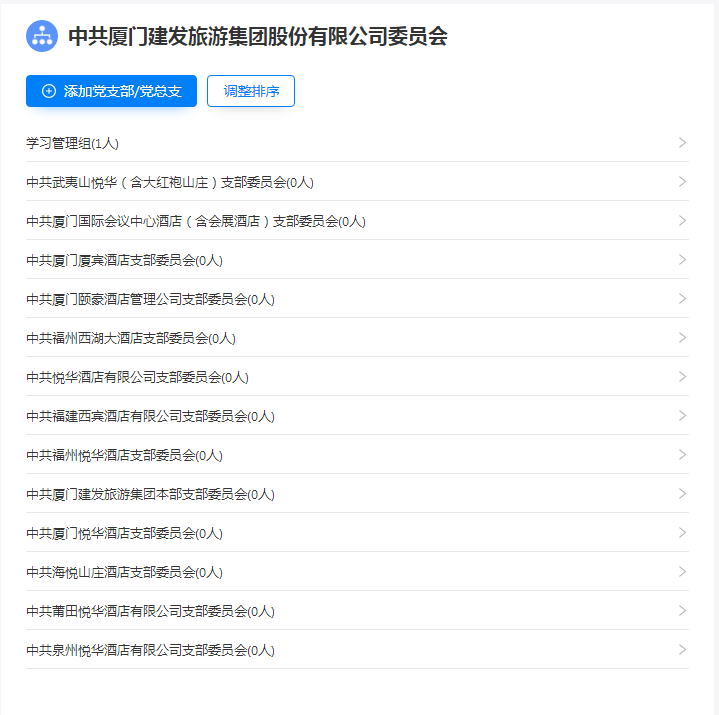 中共厦门建发旅游集团股份有限公司委员会
添加党支部/党总支
调整排序
学习管理组(1人)
中共武夷山悦华（含大红袍山庄）支部委员会(0人)
中共厦门国际会议中心酒店（含会展酒店）支部委员会(0人)
中共厦门厦宾酒店支部委员会(0人)
中共厦门颐豪酒店管理公司支部委员会(0人)
中共福州西湖大酒店支部委员会(0人)
中共悦华酒店有限公司支部委员会(0人)
中共福建西宾酒店有限公司支部委员会(0人)
中共福州悦华酒店支部委员会(0人)
中共厦门建发旅游集团本部支部委员会(0人)
中共厦门悦华酒店支部委员会(0人)
中共海悦山庄酒店支部委员会(0人)
中共莆田悦华酒店有限公司支部委员会(0人)
中共泉州悦华酒店有限公司支部委员会(0人)